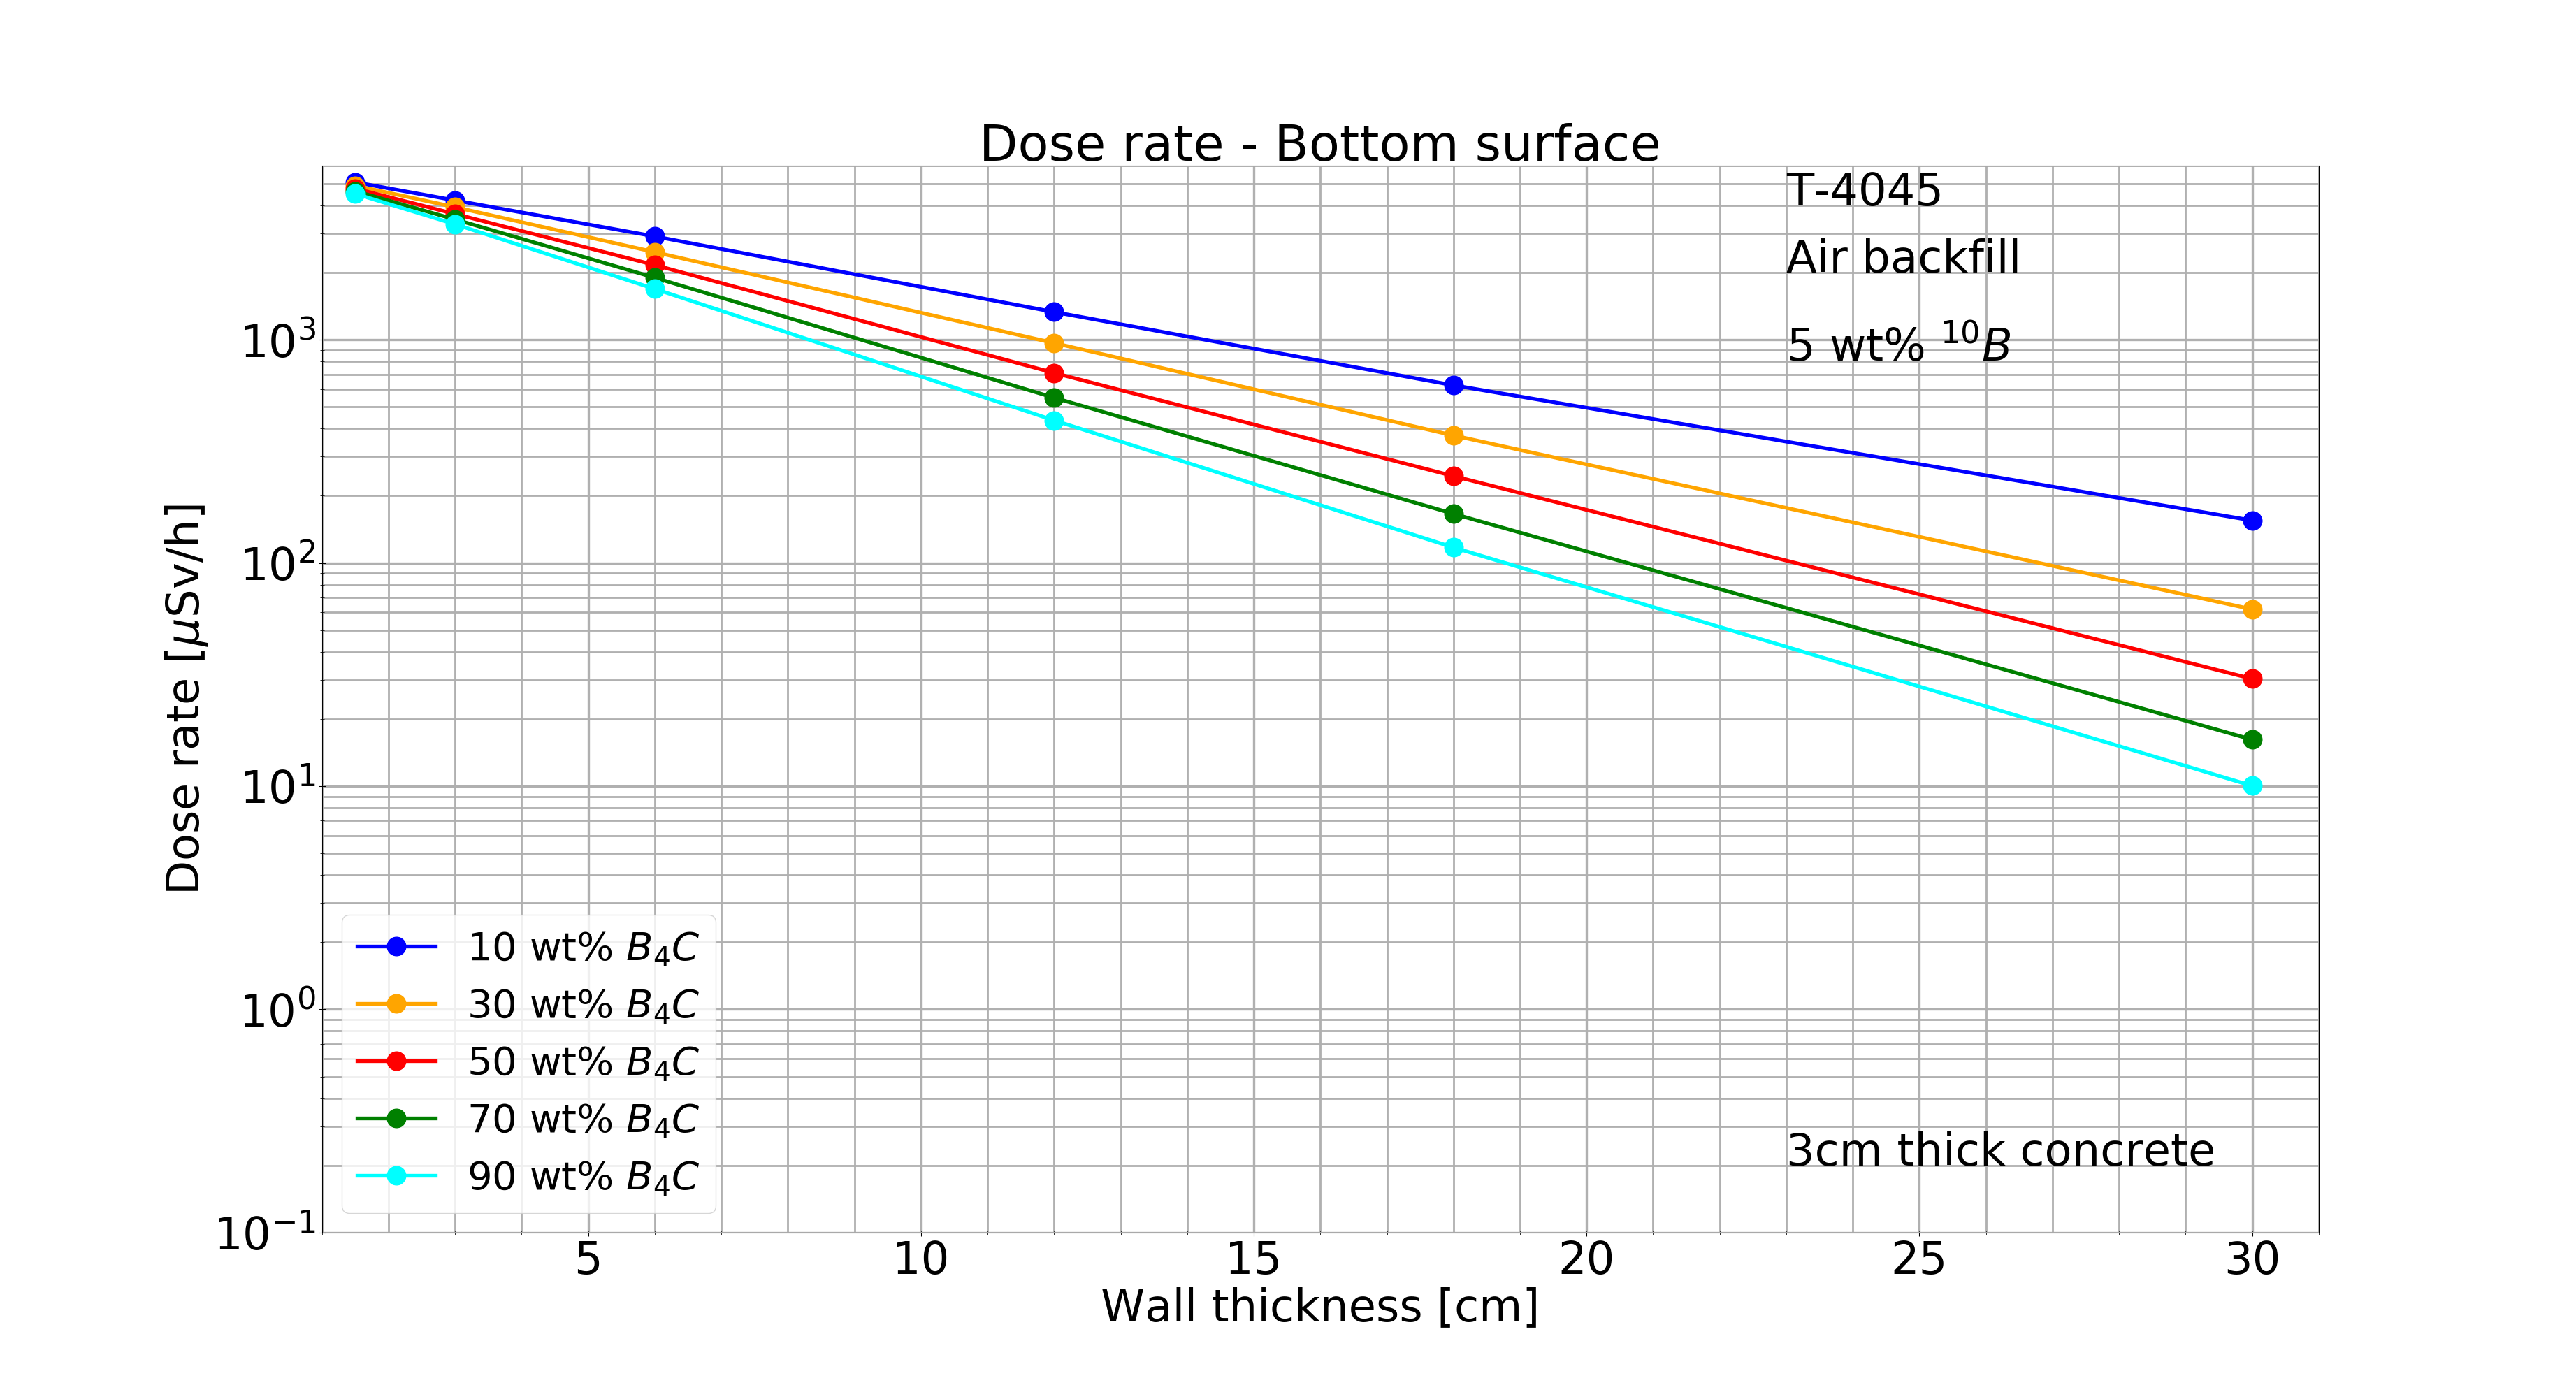 Dose rate - Bottom surface
T-4045
Air backfill
5 wt% ¹⁰B
Dose rate [μSv/h]
10³
10²
10¹
10⁰
10⁻¹
10 wt% B₄C
30 wt% B₄C
50 wt% B₄C
70 wt% B₄C
90 wt% B₄C
3cm thick concrete
5 10 15 20 25 30
Wall thickness [cm]